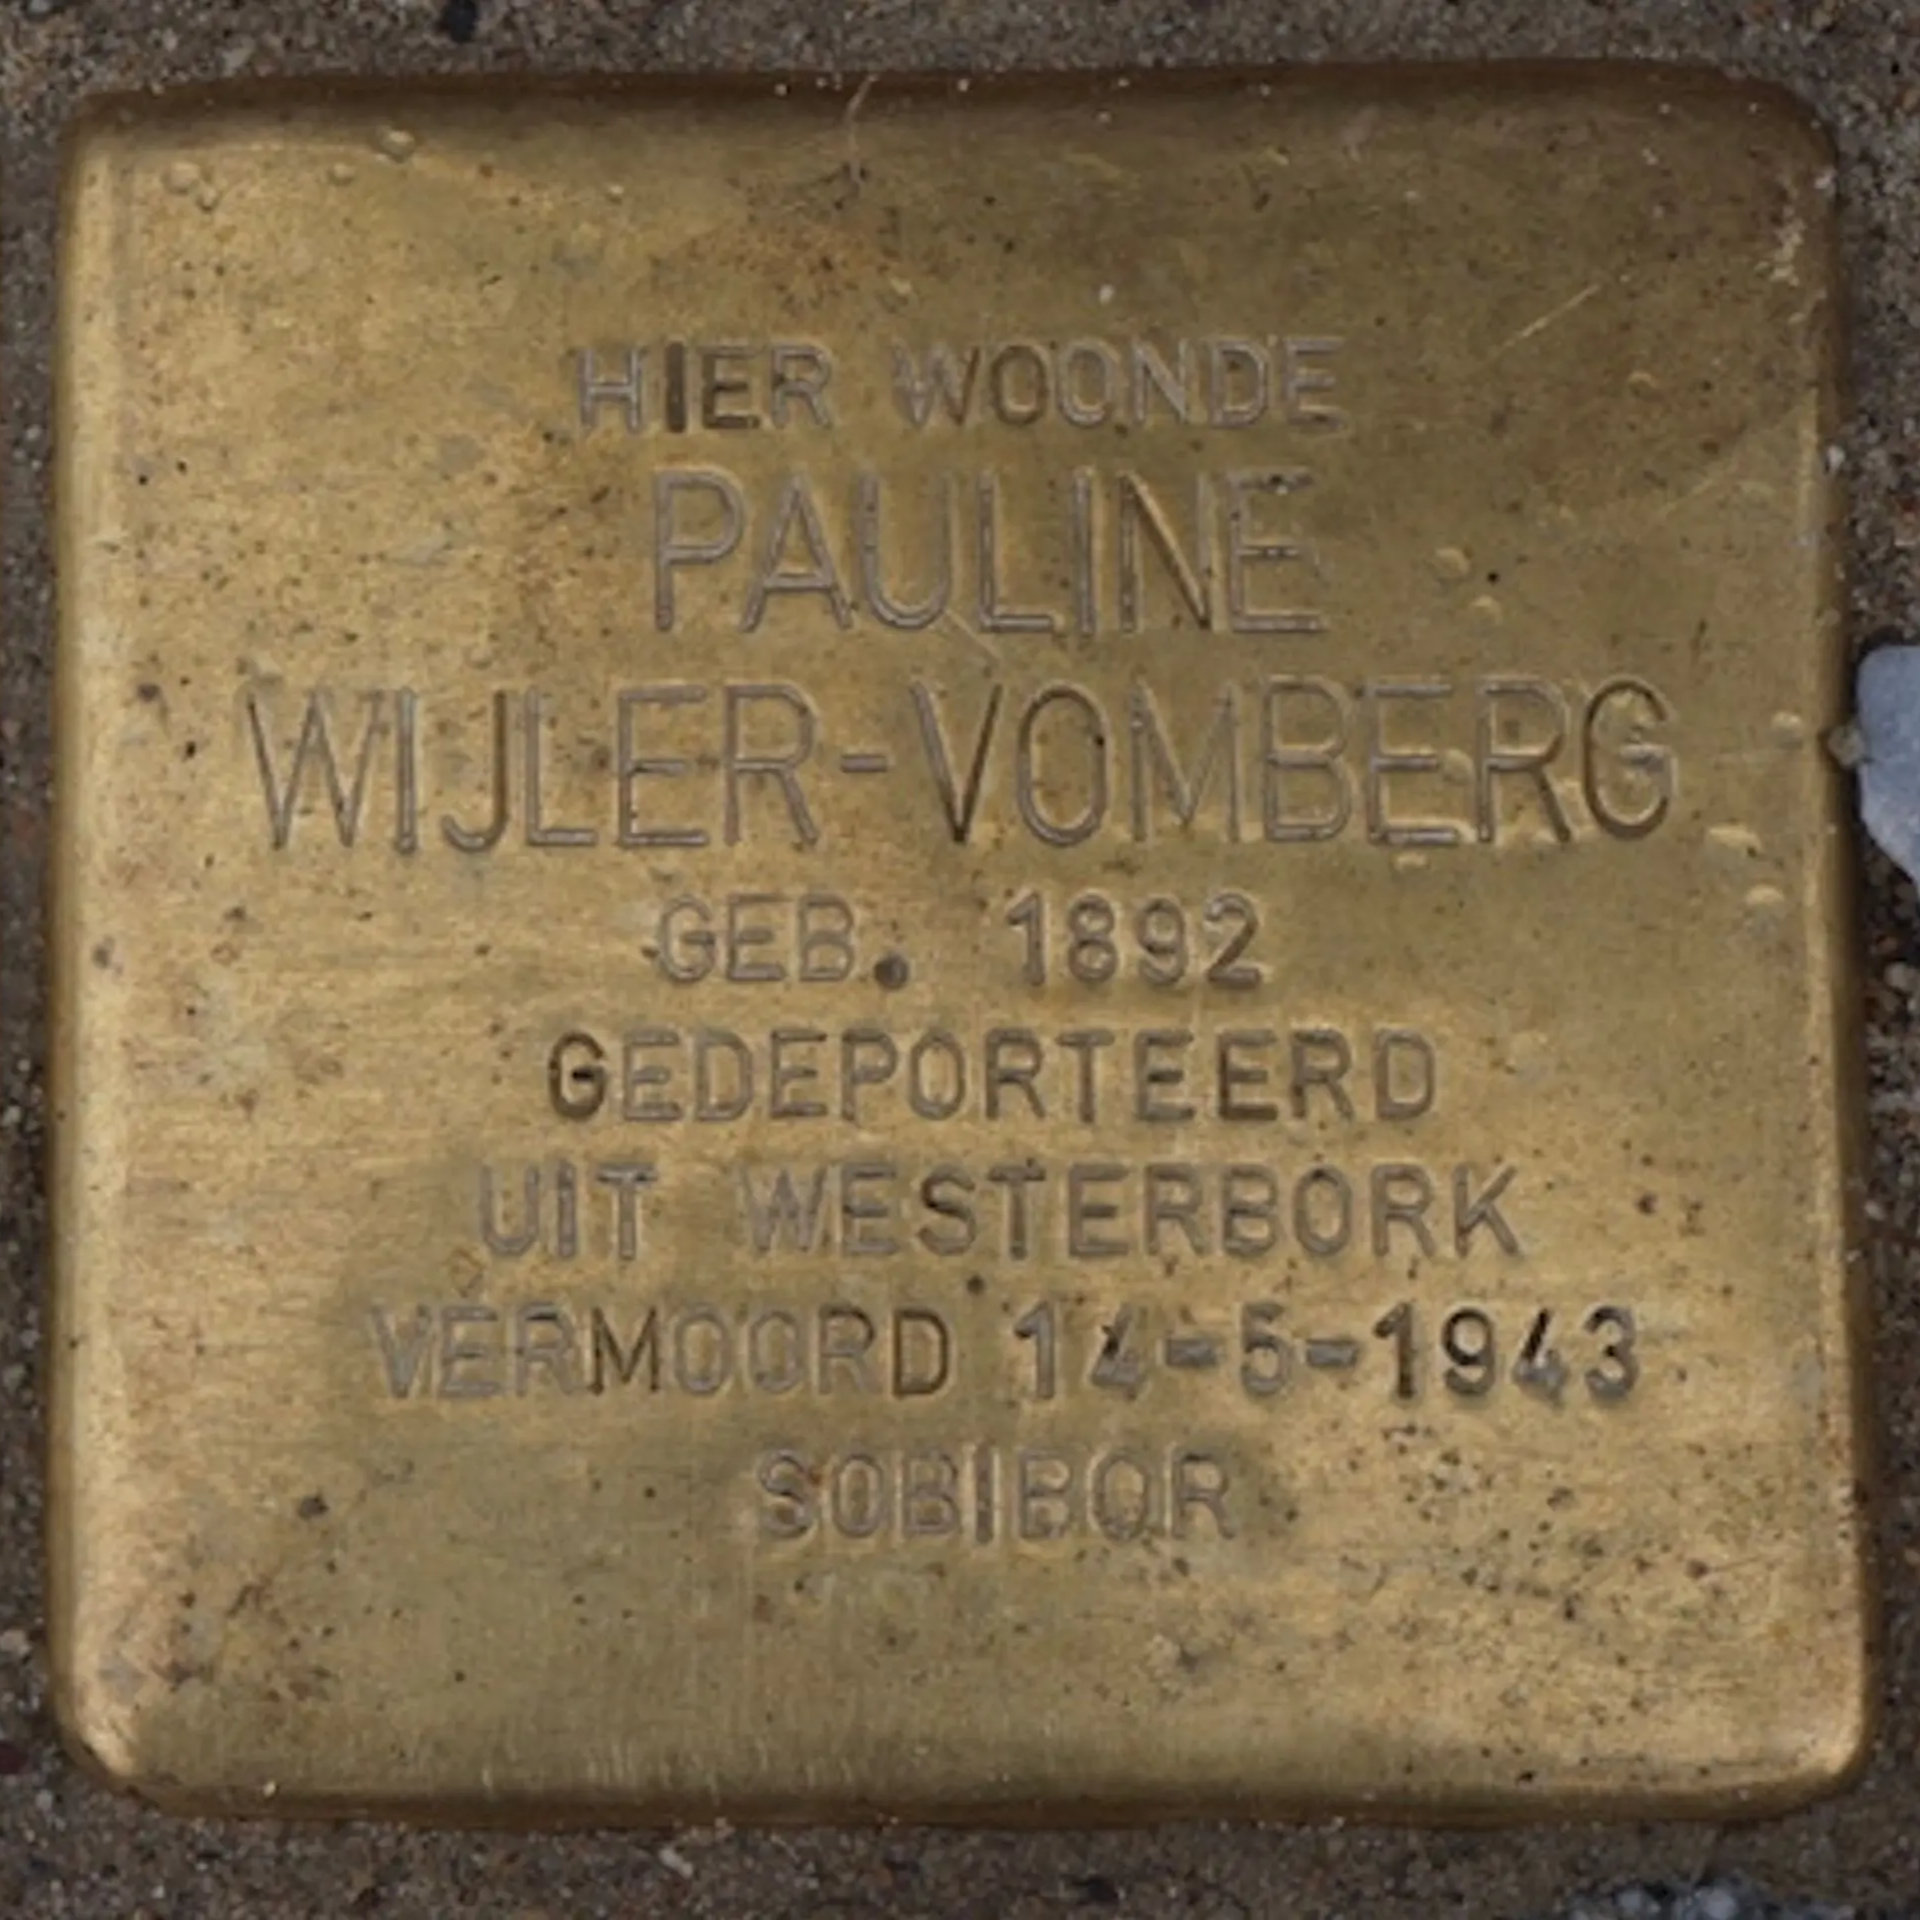 HIER WOONDE
PAULINE
WIJLER-VOMBERG
GEB. 1892
GEDEPORTEERD
UIT WESTERBORK
VERMOORD 14-5-1943
SOBIBOR